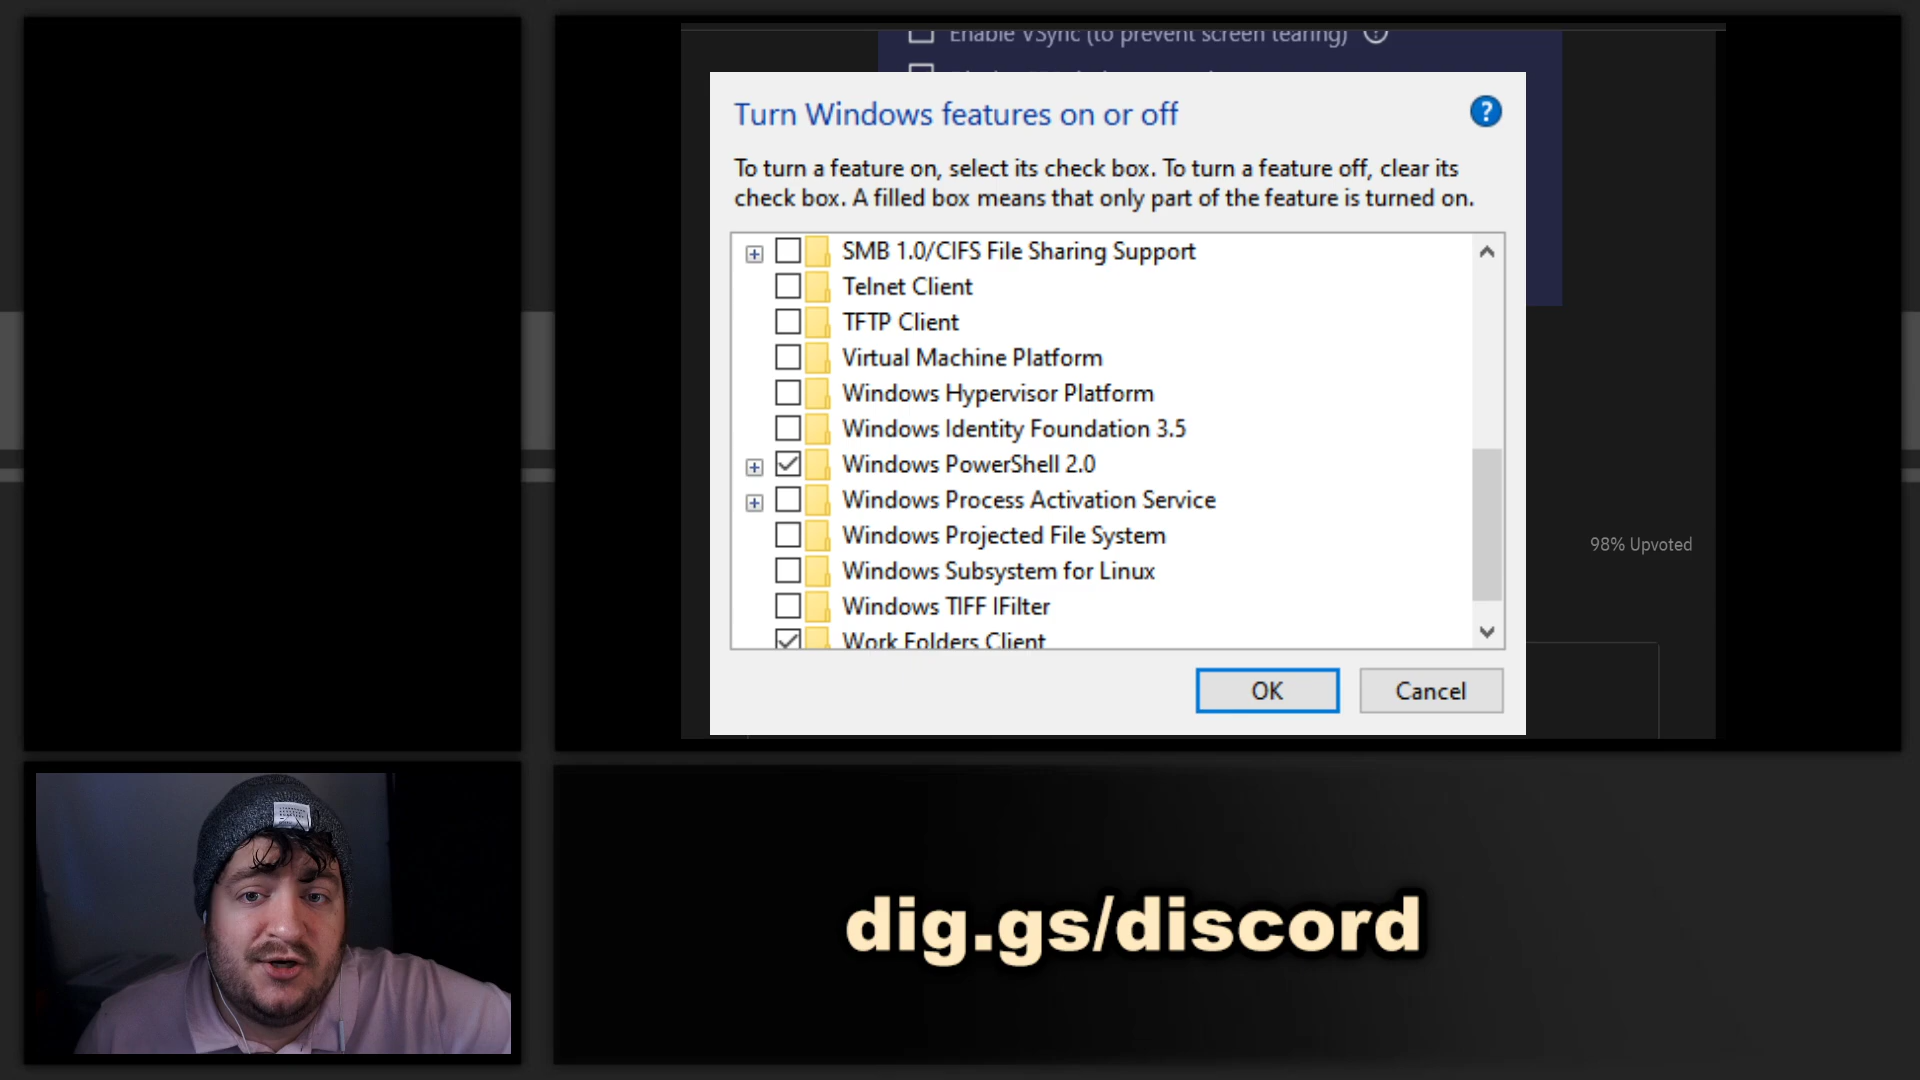 Enable VSync (to prevent screen tearing)
Turn Windows features on or off
?
To turn a feature on, select its check box. To turn a feature off, clear its
check box. A filled box means that only part of the feature is turned on.
SMB 1.0/CIFS File Sharing Support
Telnet Client
TFTP Client
Virtual Machine Platform
Windows Hypervisor Platform
Windows Identity Foundation 3.5
Windows PowerShell 2.0
Windows Process Activation Service
Windows Projected File System
Windows Subsystem for Linux
Windows TIFF IFilter
Work Folders Client
OK
Cancel
98% Upvoted
dig.gs/discord